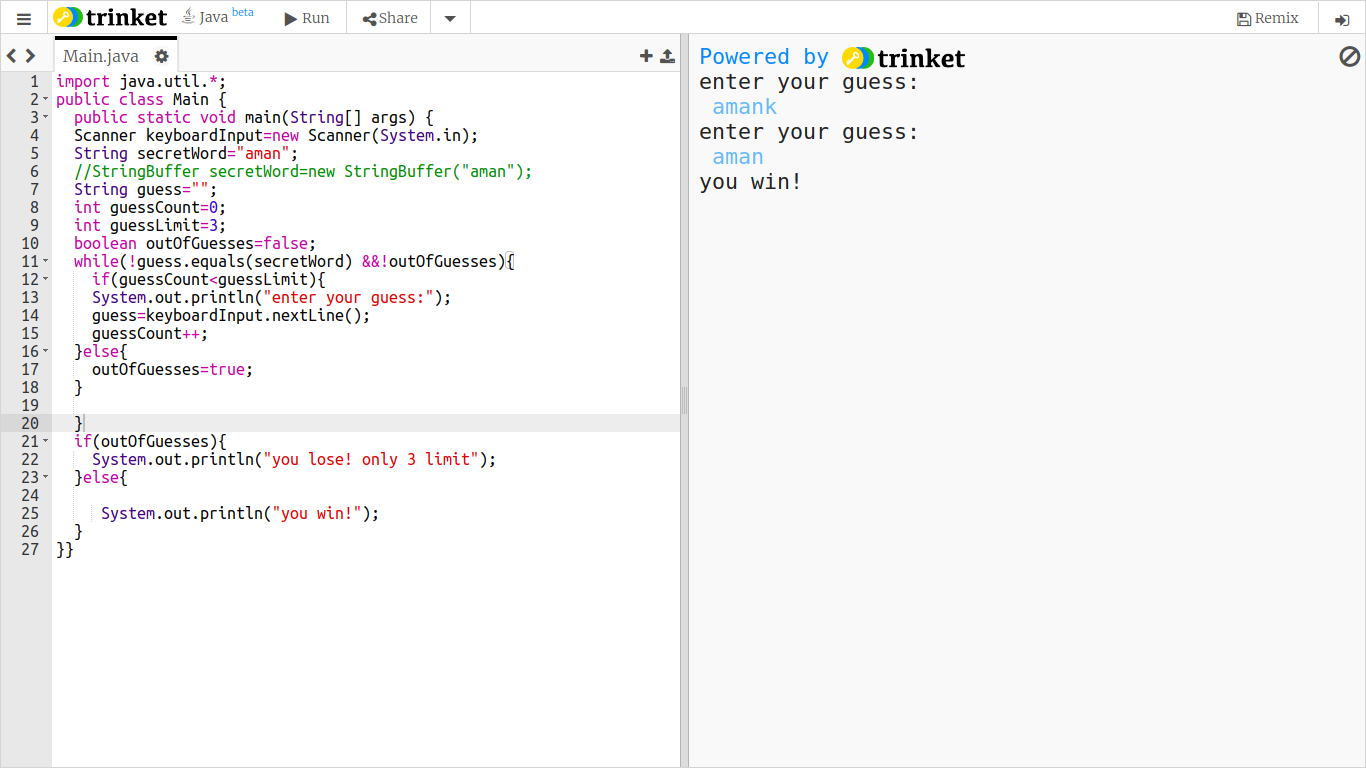 trinket Java beta Run Share Remix
Main.java
1 import java.util.*;
2 public class Main {
3 public static void main(String[] args) {
4 Scanner keyboardInput=new Scanner(System.in);
5 String secretWord="aman";
6 //StringBuffer secretWord=new StringBuffer("aman");
7 String guess="";
8 int guessCount=0;
9 int guessLimit=3;
10 boolean outOfGuesses=false;
11 while(!guess.equals(secretWord) &&!outOfGuesses){
12 if(guessCount<guessLimit){
13 System.out.println("enter your guess:");
14 guess=keyboardInput.nextLine();
15 guessCount++;
16 }else{
17 outOfGuesses=true;
18 }
19
20 }
21 if(outOfGuesses){
22 System.out.println("you lose! only 3 limit");
23 }else{
24
25 System.out.println("you win!");
26 }
27 }}
Powered by trinket
enter your guess:
amank
enter your guess:
aman
you win!